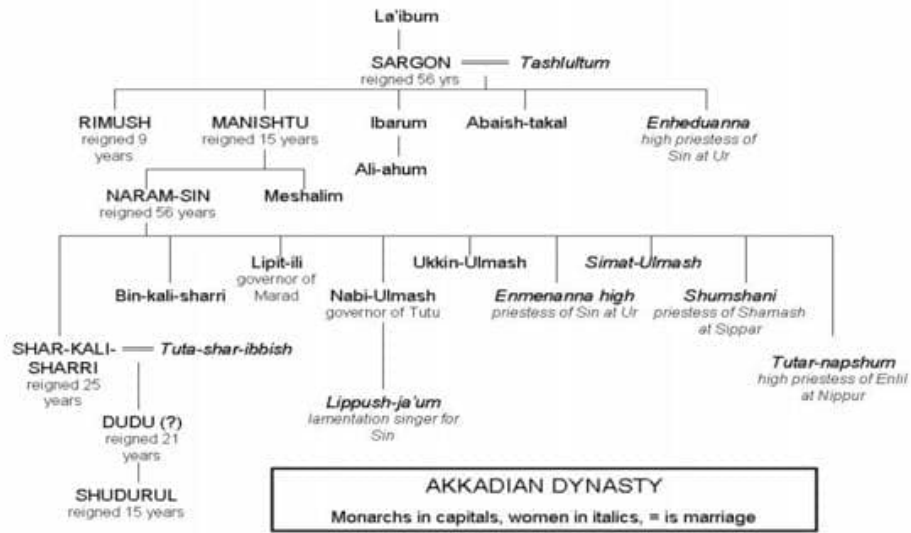 La'ibum
SARGON
reigned 56 yrs
Tashlultum
RIMUSH
reigned 9
years
MANISHTU
reigned 15 years
Ibarum
Abaish-takal
Enheduanna
high priestess of
Sin at Ur
Ali-ahum
NARAM-SIN
reigned 56 years
Meshalim
Bin-kali-sharri
Lipit-ili
governor of
Marad
Nabi-Ulmash
governor of Tutu
Ukkin-Ulmash
Enmenanna high
priestess of Sin at Ur
Simat-Ulmash
Shumshani
priestess of Shamash
at Sippar
SHAR-KALI-
SHARRI
reigned 25
years
Tuta-shar-ibbish
Tutar-napshum
high priestess of Enlil
at Nippur
DUDU (?)
reigned 21
years
Lippush-ja'um
lamentation singer for
Sin
SHUDURUL
reigned 15 years
AKKADIAN DYNASTY
Monarchs in capitals, women in italics, = is marriage